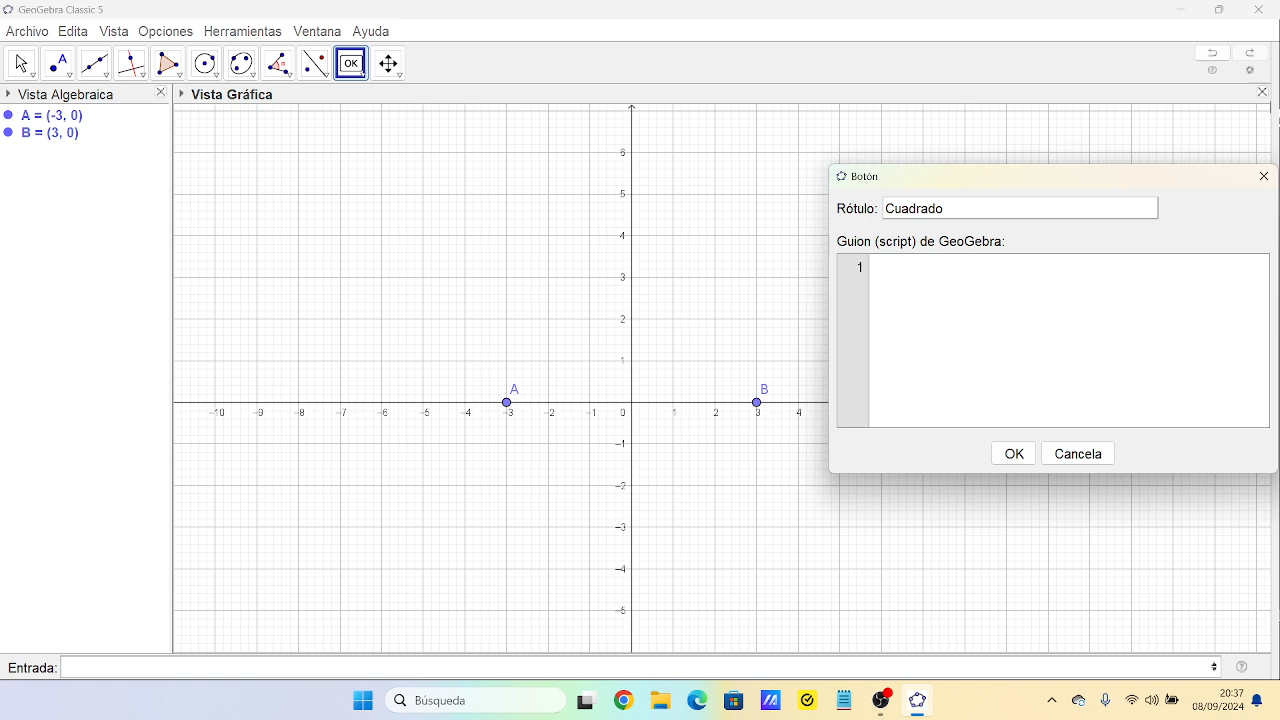 GeoGebra Classic 5
Archivo Edita Vista Opciones Herramientas Ventana Ayuda
A
OK
Vista Algebraica
Vista Gráfica
A = (-3, 0)
B = (3, 0)
6
5
4
3
2
1
A
B
-10 -9 -8 -7 -6 -5 -4 -3 -2 -1 0 1 2 3 4
-1
-2
-3
-4
-5
Botón
Rótulo: Cuadrado
Guion (script) de GeoGebra:
1
OK Cancela
Entrada:
Búsqueda
20:37
08/09/2024